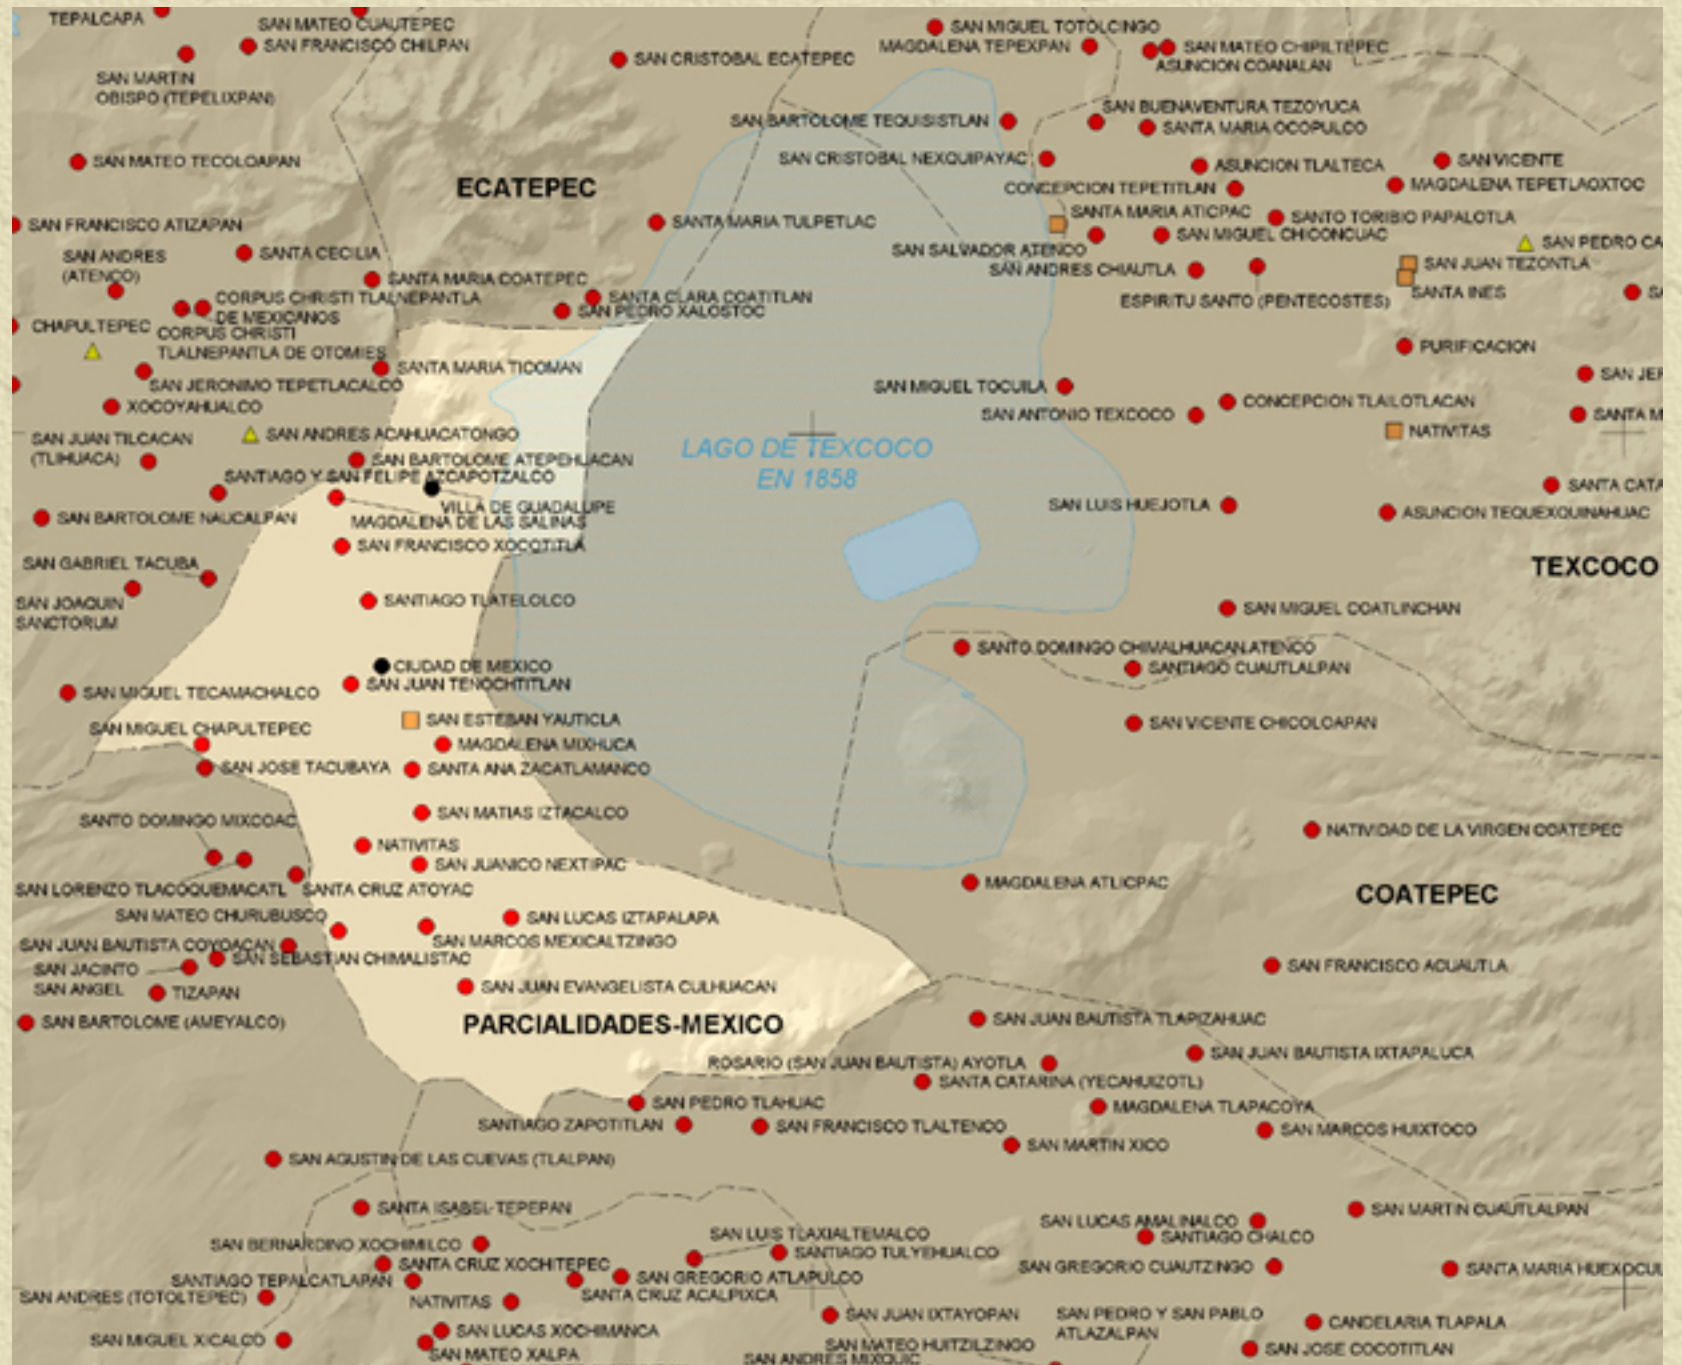 TEPALCAPA
SAN MATEO CUAUTEPEC
SAN FRANCISCO CHILPAN
SAN MARTIN
OBISPO (TEPELIXPAN)
SAN CRISTOBAL ECATEPEC
SAN MIGUEL TOTOLCINGO
MAGDALENA TEPEXPAN
SAN MATEO CHIPILTEPEC
ASUNCION COANALAN
SAN BUENAVENTURA TEZOYUCA
SAN BARTOLOME TEQUISISTLAN
SANTA MARIA OCOPULCO
SAN MATEO TECOLOAPAN
SAN CRISTOBAL NEXQUIPAYAC
ASUNCION TLALTECA
SAN VICENTE
ECATEPEC
CONCEPCION TEPETITLAN
MAGDALENA TEPETLAOXTOC
SAN FRANCISCO ATIZAPAN
SANTA MARIA TULPETLAC
SANTA MARIA ATICPAC
SANTO TORIBIO PAPALOTLA
SAN MIGUEL CHICONCUAC
SAN PEDRO CA
SAN ANDRES
(ATENCO)
SANTA CECILIA
SAN SALVADOR ATENCO
SAN ANDRES CHIAUTLA
SAN JUAN TEZONTLA
SANTA INES
SANTA MARIA COATEPEC
CORPUS CHRISTI TLALNEPANTLA
DE MEXICANOS
SANTA CLARA COATITLAN
SAN PEDRO XALOSTOC
ESPIRITU SANTO (PENTECOSTES)
SA
CHAPULTEPEC
CORPUS CHRISTI
TLALNEPANTLA DE OTOMIES
PURIFICACION
SANTA MARIA TICOMAN
SAN JERONIMO TEPETLACALCO
SAN MIGUEL TOCUILA
SAN JER
XOCOYAHUALCO
SAN ANTONIO TEXCOCO
CONCEPCION TLAILOTLACAN
SANTA M
SAN JUAN TILCACAN
(TLIHUACA)
SAN ANDRES ACAHUACATONGO
NATIVITAS
LAGO DE TEXCOCO
EN 1858
SAN BARTOLOME ATEPEHUACAN
SANTIAGO Y SAN FELIPE AZCAPOTZALCO
VILLA DE GUADALUPE
MAGDALENA DE LAS SALINAS
SANTA CATA
SAN LUIS HUEJOTLA
ASUNCION TEQUEXQUINAHUAC
SAN BARTOLOME NAUCALPAN
SAN FRANCISCO XOCOTITLA
SAN GABRIEL TACUBA
TEXCOCO
SAN JOAQUIN
SANCTORUM
SANTIAGO TLATELOLCO
SAN MIGUEL COATLINCHAN
SANTO DOMINGO CHIMALHUACAN ATENCO
SANTIAGO CUAUTLALPAN
CIUDAD DE MEXICO
SAN JUAN TENOCHTITLAN
SAN MIGUEL TECAMACHALCO
SAN ESTEBAN YAUTICLA
SAN VICENTE CHICOLOAPAN
SAN MIGUEL CHAPULTEPEC
MAGDALENA MIXHUCA
SAN JOSE TACUBAYA
SANTA ANA ZACATLAMANCO
SANTO DOMINGO MIXCOAC
SAN MATIAS IZTACALCO
NATIVIDAD DE LA VIRGEN COATEPEC
NATIVITAS
SAN JUANICO NEXTIPAC
SAN LORENZO TLACOQUEMACATL
SANTA CRUZ ATOYAC
MAGDALENA ATLICPAC
COATEPEC
SAN MATEO CHURUBUSCO
SAN LUCAS IZTAPALAPA
SAN MARCOS MEXICALTZINGO
SAN JUAN BAUTISTA COYOACAN
SAN SEBASTIAN CHIMALISTAC
SAN JACINTO
SAN ANGEL
TIZAPAN
SAN FRANCISCO ACUAUTLA
SAN JUAN EVANGELISTA CULHUACAN
SAN BARTOLOME (AMEYALCO)
PARCIALIDADES-MEXICO
SAN JUAN BAUTISTA TLAPIZAHUAC
ROSARIO (SAN JUAN BAUTISTA) AYOTLA
SAN JUAN BAUTISTA IXTAPALUCA
SANTA CATARINA (YECAHUIZOTL)
SAN PEDRO TLAHUAC
MAGDALENA TLAPACOYA
SANTIAGO ZAPOTITLAN
SAN FRANCISCO TLALTENCO
SAN MARCOS HUIXTOCO
SAN MARTIN XICO
SAN AGUSTIN DE LAS CUEVAS (TLALPAN)
SANTA ISABEL TEPEPAN
SAN MARTIN CUAUTLALPAN
SAN LUCAS AMALINALCO
SANTIAGO CHALCO
SAN LUIS TLAXIALTEMALCO
SAN BERNARDINO XOCHIMILCO
SANTIAGO TULYEHUALCO
SANTA CRUZ XOCHITEPEC
SAN GREGORIO CUAUTZINGO
SANTA MARIA HUEXOCUL
SANTIAGO TEPALCATLAPAN
SAN GREGORIO ATLAPULCO
SANTA CRUZ ACALPIXCA
SAN ANDRES (TOTOLTEPEC)
NATIVITAS
SAN JUAN IXTAYOPAN
SAN PEDRO Y SAN PABLO
ATLAZALPAN
CANDELARIA TLAPALA
SAN MIGUEL XICALCO
SAN LUCAS XOCHIMANCA
SAN MATEO XALPA
SAN MATEO HUITZILZINGO
SAN ANDRES MIXQUIC
SAN JOSE COCOTITLAN